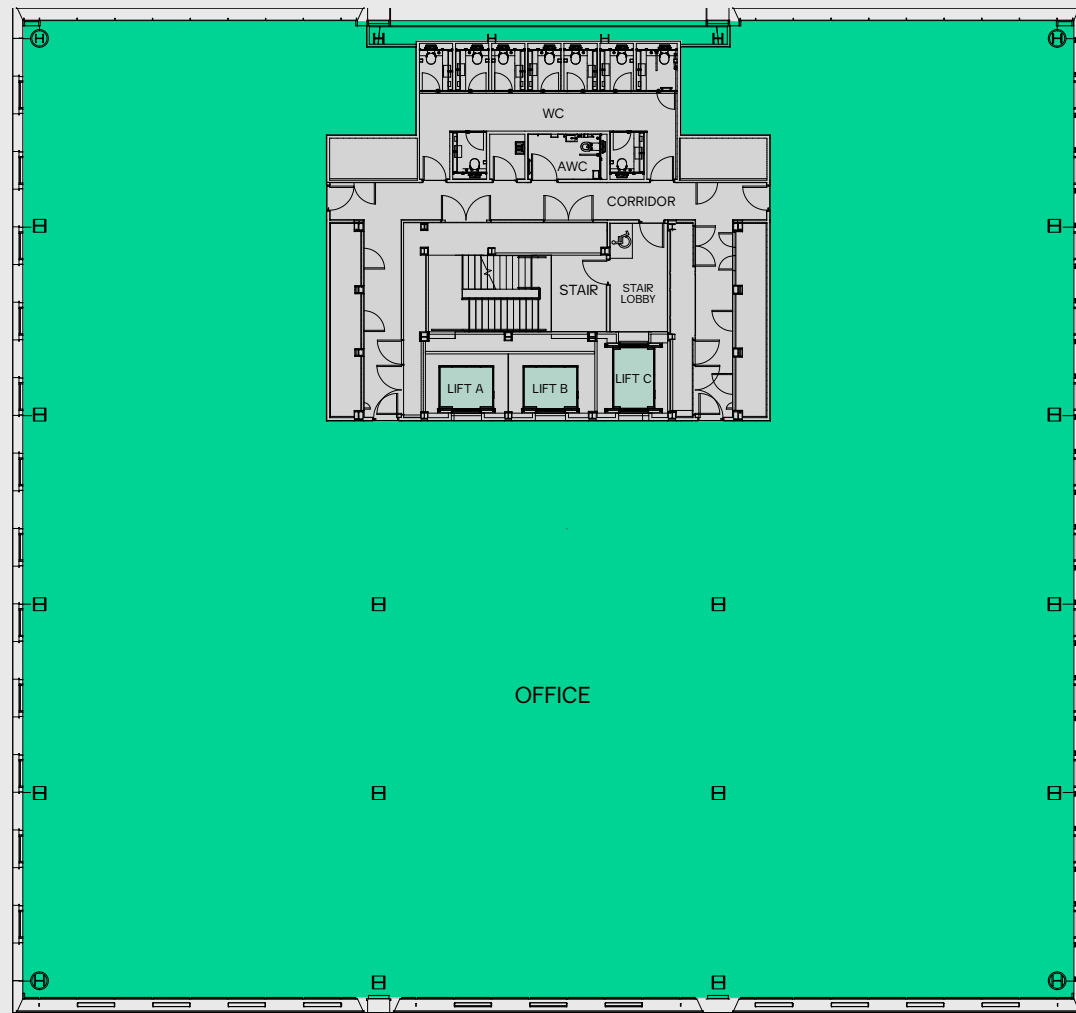 WC
AWC
CORRIDOR
STAIR
STAIR
LOBBY
LIFT A
LIFT B
LIFT C
OFFICE